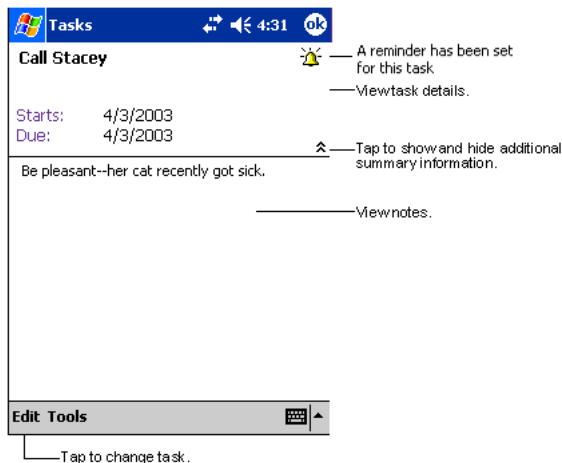 Tasks 4:31 ok
Call Stacey
A reminder has been set
for this task
View task details.
Starts: 4/3/2003
Due: 4/3/2003
Tap to show and hide additional
summary information.
Be pleasant--her cat recently got sick.
View notes.
Edit Tools
Tap to change task.